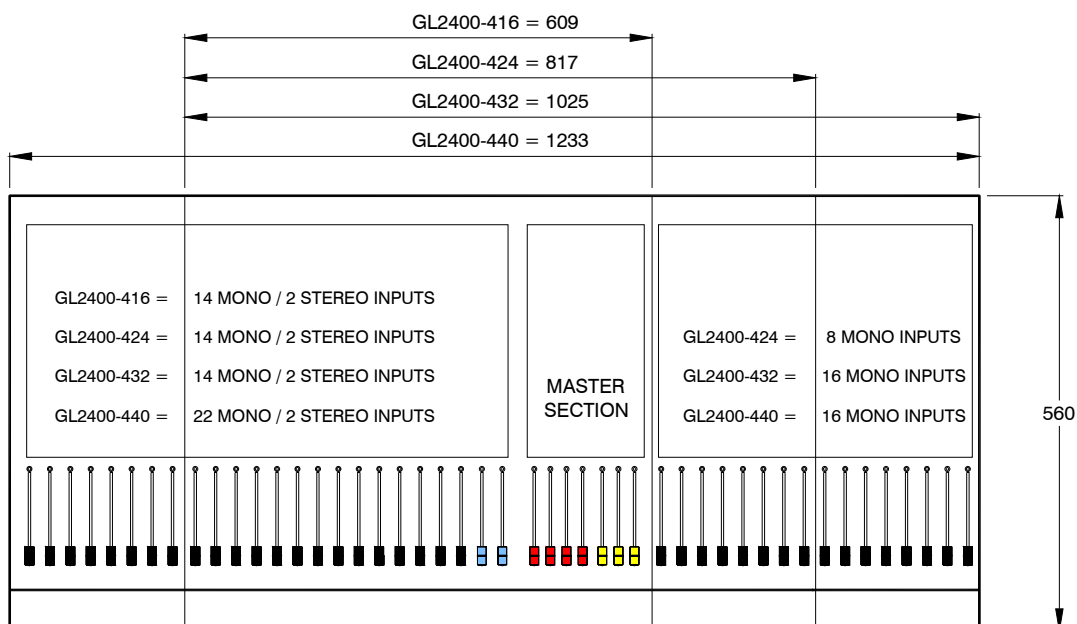 GL2400-416 = 609
GL2400-424 = 817
GL2400-432 = 1025
GL2400-440 = 1233
GL2400-416 = 14 MONO / 2 STEREO INPUTS
GL2400-424 = 14 MONO / 2 STEREO INPUTS
GL2400-432 = 14 MONO / 2 STEREO INPUTS
GL2400-440 = 22 MONO / 2 STEREO INPUTS
MASTER
SECTION
GL2400-424 = 8 MONO INPUTS
GL2400-432 = 16 MONO INPUTS
GL2400-440 = 16 MONO INPUTS
560